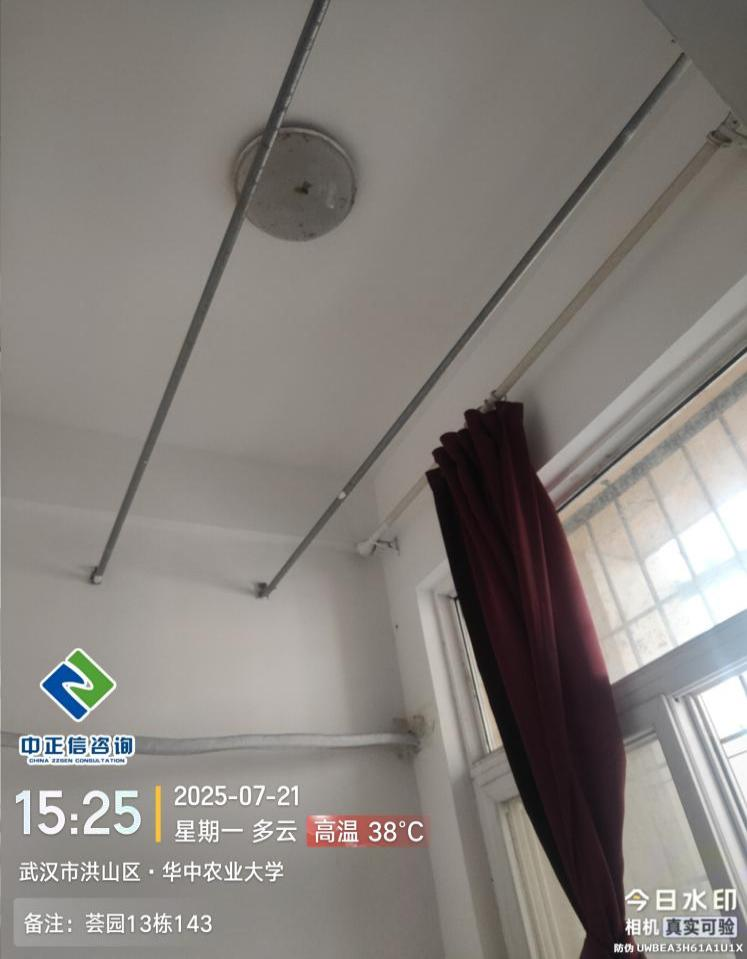 中正信咨询
CHINA ZZSEN CONSULTATION
15:25
2025-07-21
星期一 多云 高温 38°C
武汉市洪山区·华中农业大学
备注：荟园13栋143
今日水印
相机 真实可验
防伪 UWBEA3H61A1U1X